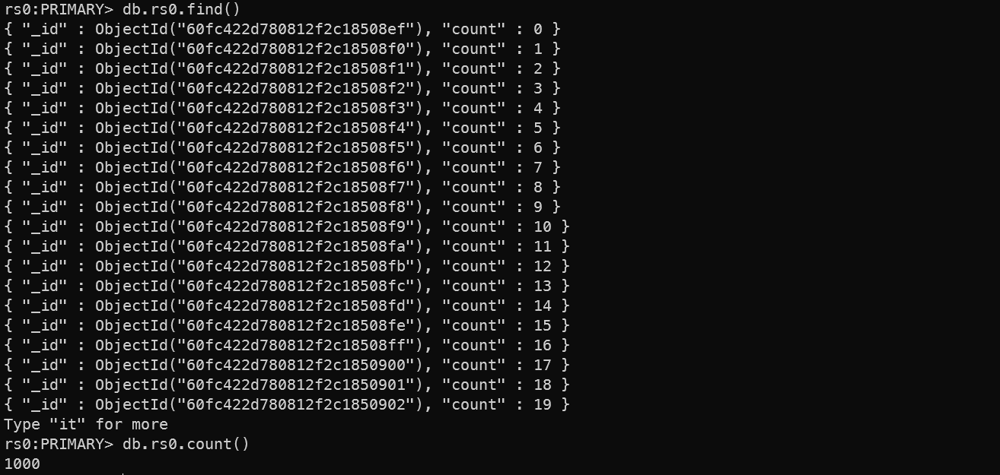 rs0:PRIMARY> db.rs0.find()
{ "_id" : ObjectId("60fc422d780812f2c18508ef"), "count" : 0 }
{ "_id" : ObjectId("60fc422d780812f2c18508f0"), "count" : 1 }
{ "_id" : ObjectId("60fc422d780812f2c18508f1"), "count" : 2 }
{ "_id" : ObjectId("60fc422d780812f2c18508f2"), "count" : 3 }
{ "_id" : ObjectId("60fc422d780812f2c18508f3"), "count" : 4 }
{ "_id" : ObjectId("60fc422d780812f2c18508f4"), "count" : 5 }
{ "_id" : ObjectId("60fc422d780812f2c18508f5"), "count" : 6 }
{ "_id" : ObjectId("60fc422d780812f2c18508f6"), "count" : 7 }
{ "_id" : ObjectId("60fc422d780812f2c18508f7"), "count" : 8 }
{ "_id" : ObjectId("60fc422d780812f2c18508f8"), "count" : 9 }
{ "_id" : ObjectId("60fc422d780812f2c18508f9"), "count" : 10 }
{ "_id" : ObjectId("60fc422d780812f2c18508fa"), "count" : 11 }
{ "_id" : ObjectId("60fc422d780812f2c18508fb"), "count" : 12 }
{ "_id" : ObjectId("60fc422d780812f2c18508fc"), "count" : 13 }
{ "_id" : ObjectId("60fc422d780812f2c18508fd"), "count" : 14 }
{ "_id" : ObjectId("60fc422d780812f2c18508fe"), "count" : 15 }
{ "_id" : ObjectId("60fc422d780812f2c18508ff"), "count" : 16 }
{ "_id" : ObjectId("60fc422d780812f2c1850900"), "count" : 17 }
{ "_id" : ObjectId("60fc422d780812f2c1850901"), "count" : 18 }
{ "_id" : ObjectId("60fc422d780812f2c1850902"), "count" : 19 }
Type "it" for more
rs0:PRIMARY> db.rs0.count()
1000